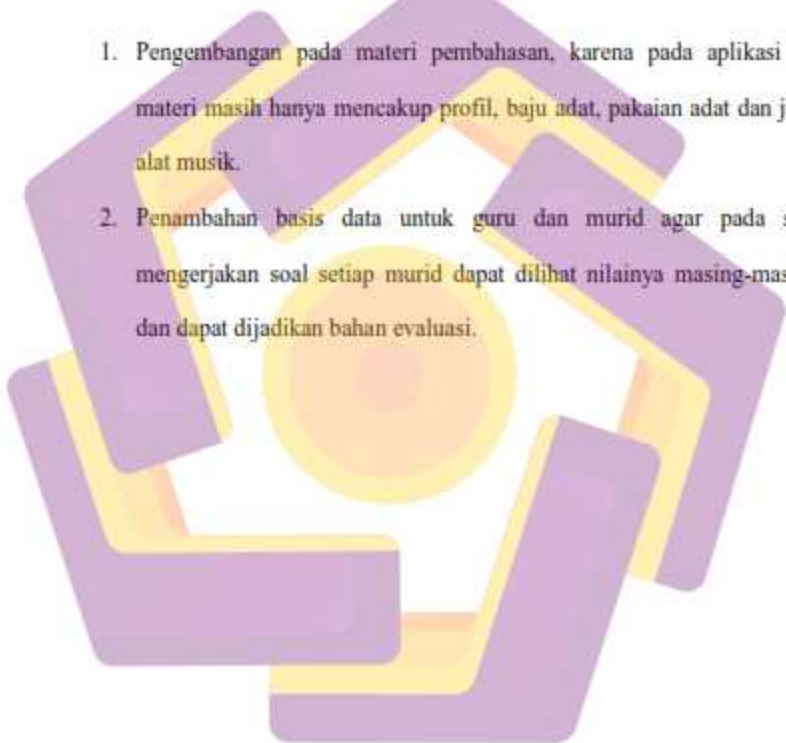 1. Pengembangan pada materi pembahasan, karena pada aplikasi
materi masih hanya mencakup profil, baju adat, pakaian adat dan
alat musik.
2. Penambahan basis data untuk guru dan murid agar pada
mengerjakan soal setiap murid dapat dilihat nilainya
dan dapat dijadikan bahan evaluasi.